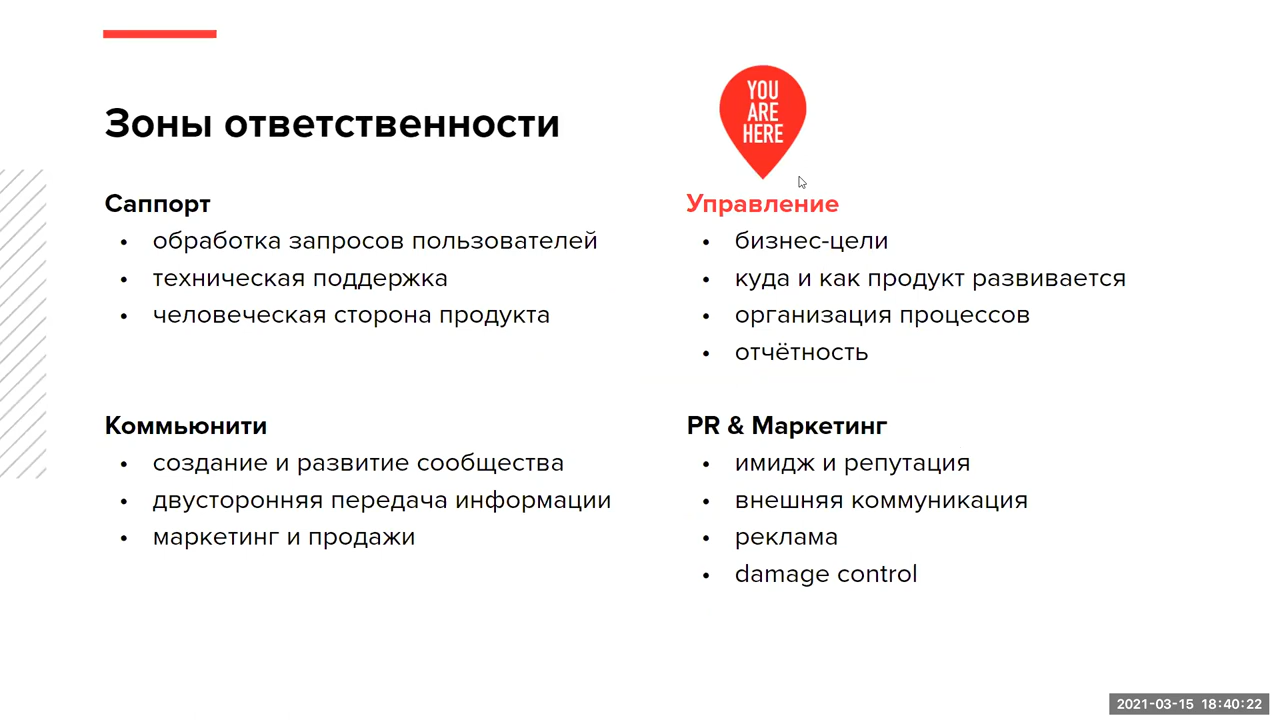 YOU
ARE
HERE
Зоны ответственности
Саппорт
• обработка запросов пользователей
• техническая поддержка
• человеческая сторона продукта
Управление
• бизнес-цели
• куда и как продукт развивается
• организация процессов
• отчётность
Коммьюнити
• создание и развитие сообщества
• двусторонняя передача информации
• маркетинг и продажи
PR & Маркетинг
• имидж и репутация
• внешняя коммуникация
• реклама
• damage control
2021-03-15 18:40:22